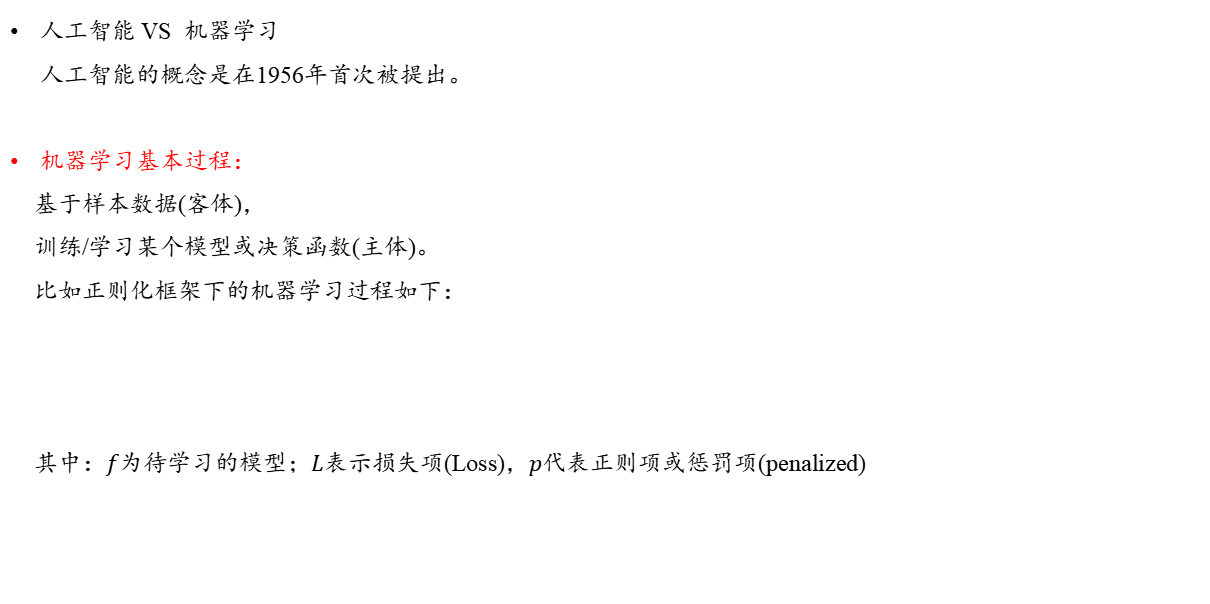 • 人工智能 VS 机器学习
人工智能的概念是在1956年首次被提出。
• 机器学习基本过程：
基于样本数据(客体)，
训练/学习某个模型或决策函数(主体)。
比如正则化框架下的机器学习过程如下：
其中：f为待学习的模型；L表示损失项(Loss)，p代表正则项或惩罚项(penalized)